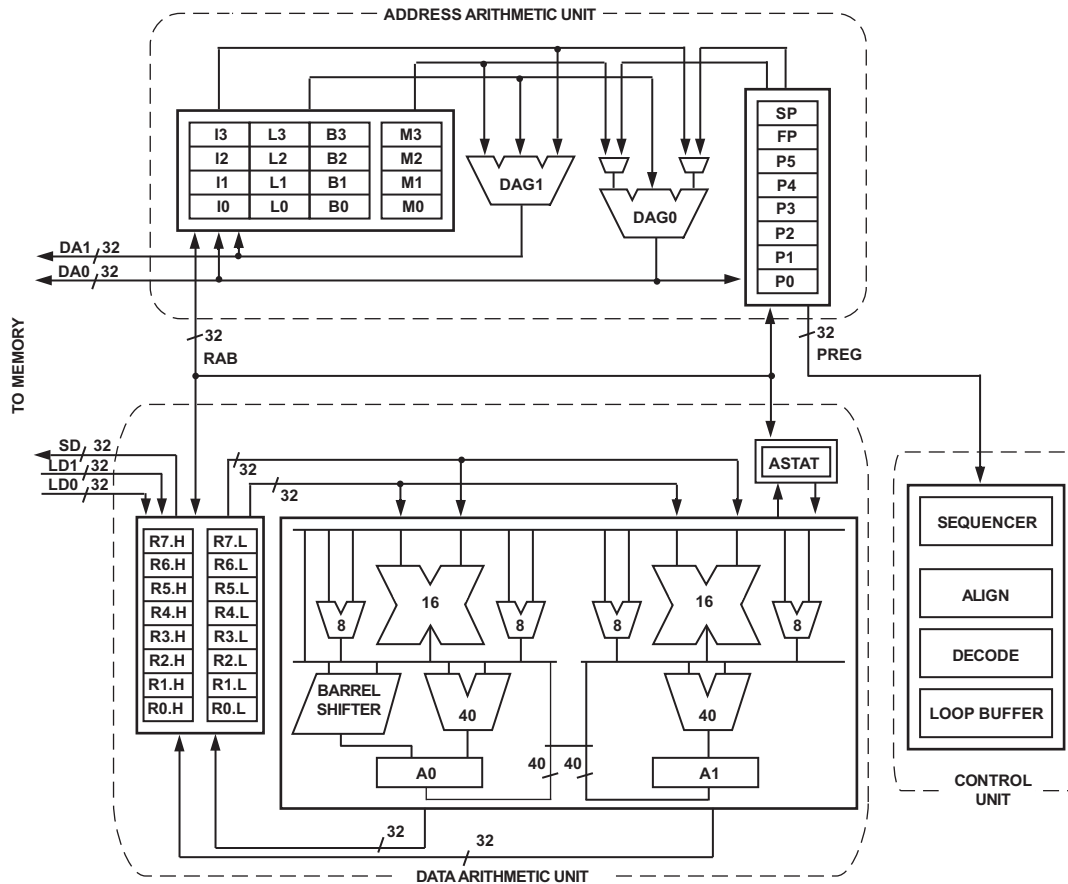 ADDRESS ARITHMETIC UNIT
I3 L3 B3 M3
I2 L2 B2 M2
I1 L1 B1 M1
I0 L0 B0 M0
DAG1
DAG0
SP
FP
P5
P4
P3
P2
P1
P0
DA1 32
DA0 32
TO MEMORY
32
RAB
32
PREG
SD 32
LD1 32
LD0 32
32
32
ASTAT
R7.H R7.L
R6.H R6.L
R5.H R5.L
R4.H R4.L
R3.H R3.L
R2.H R2.L
R1.H R1.L
R0.H R0.L
8 16 8 8 16 8
BARREL
SHIFTER
40 40
40 40
A0 A1
32
32
DATA ARITHMETIC UNIT
SEQUENCER
ALIGN
DECODE
LOOP BUFFER
CONTROL
UNIT